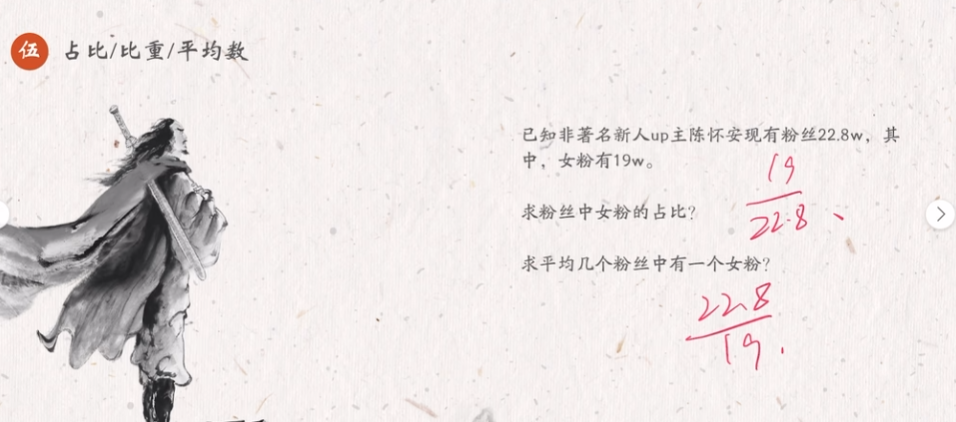 伍 占比/比重/平均数
已知非著名新人up主陈怀安现有粉丝22.8w，其
中，女粉有19w。
19
求粉丝中女粉的占比？
22.8
求平均几个粉丝中有一个女粉？
22.8
19